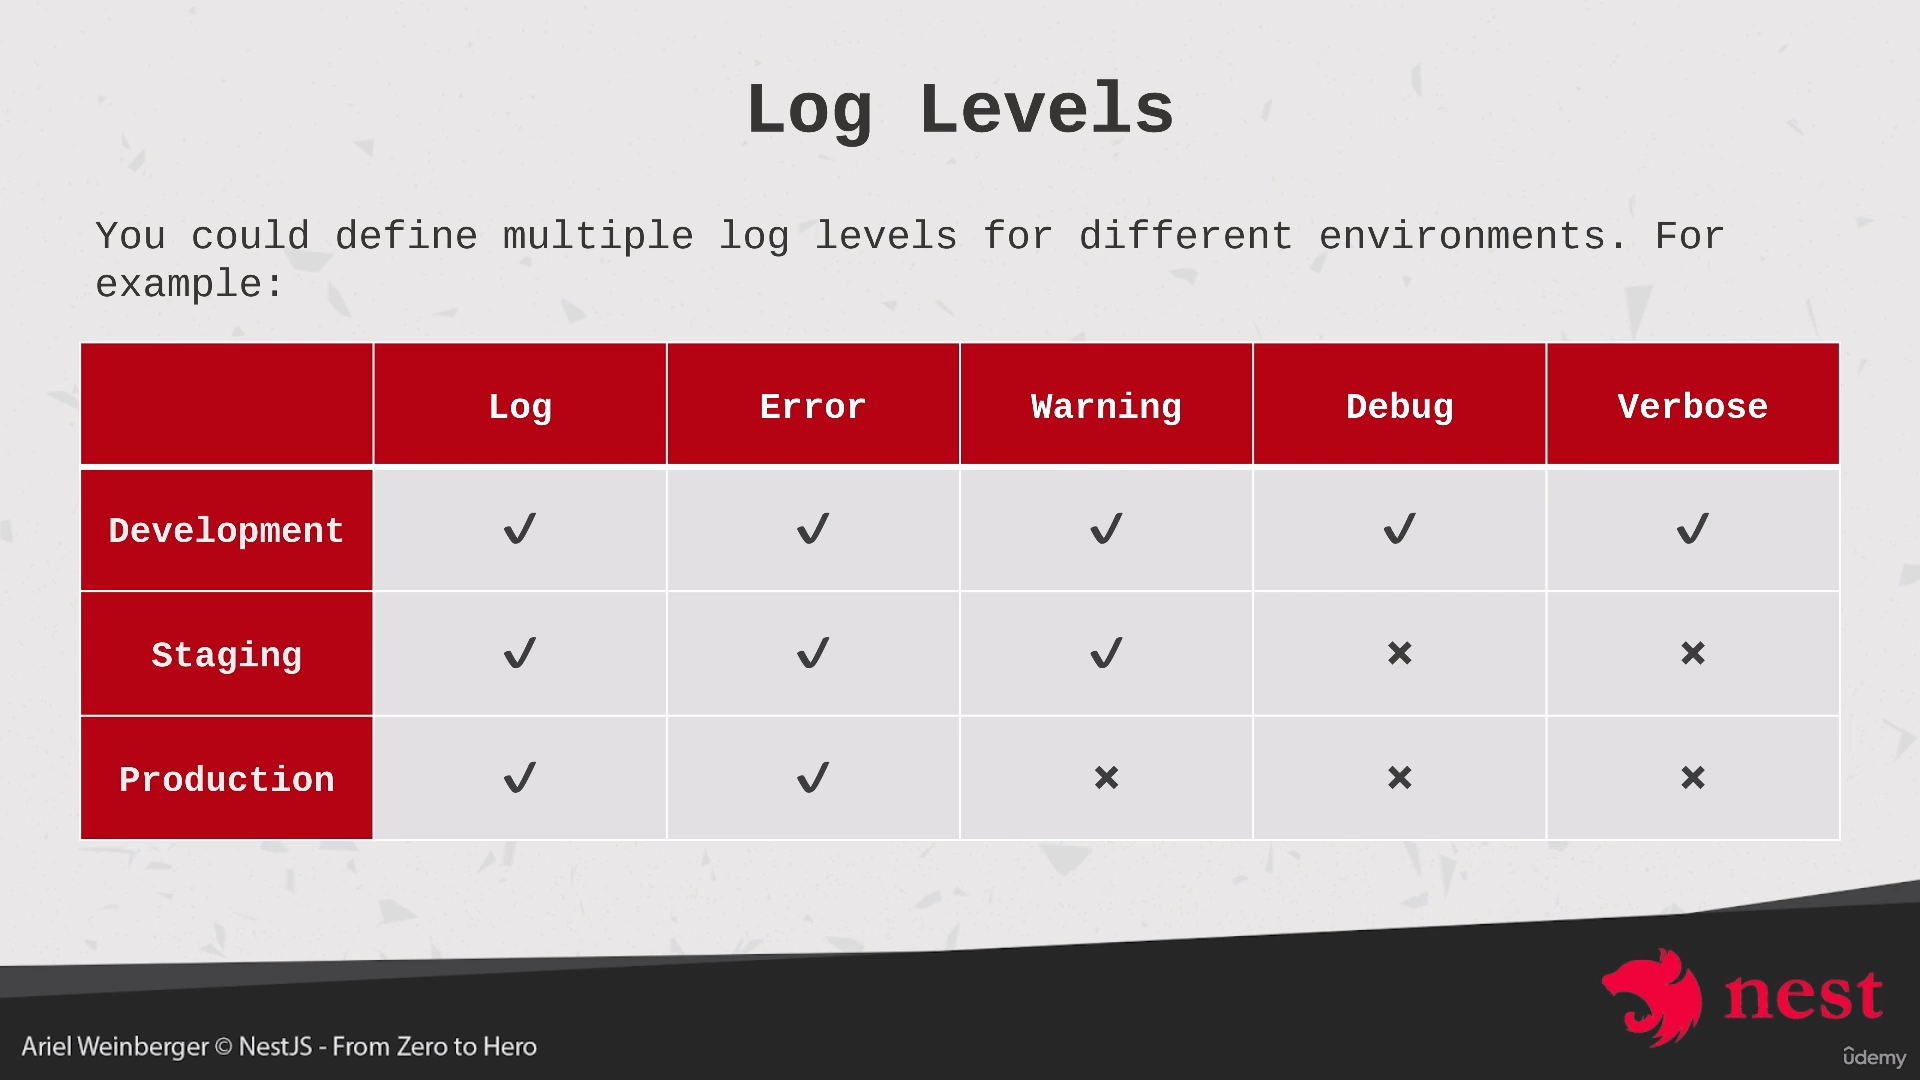 Log Levels
You could define multiple log levels for different environments. For
example:
Log Error Warning Debug Verbose
Development ✓ ✓ ✓ ✓ ✓
Staging ✓ ✓ ✓ ✖ ✖
Production ✓ ✓ ✖ ✖ ✖
nest
Ariel Weinberger © NestJS - From Zero to Hero
ûdemy